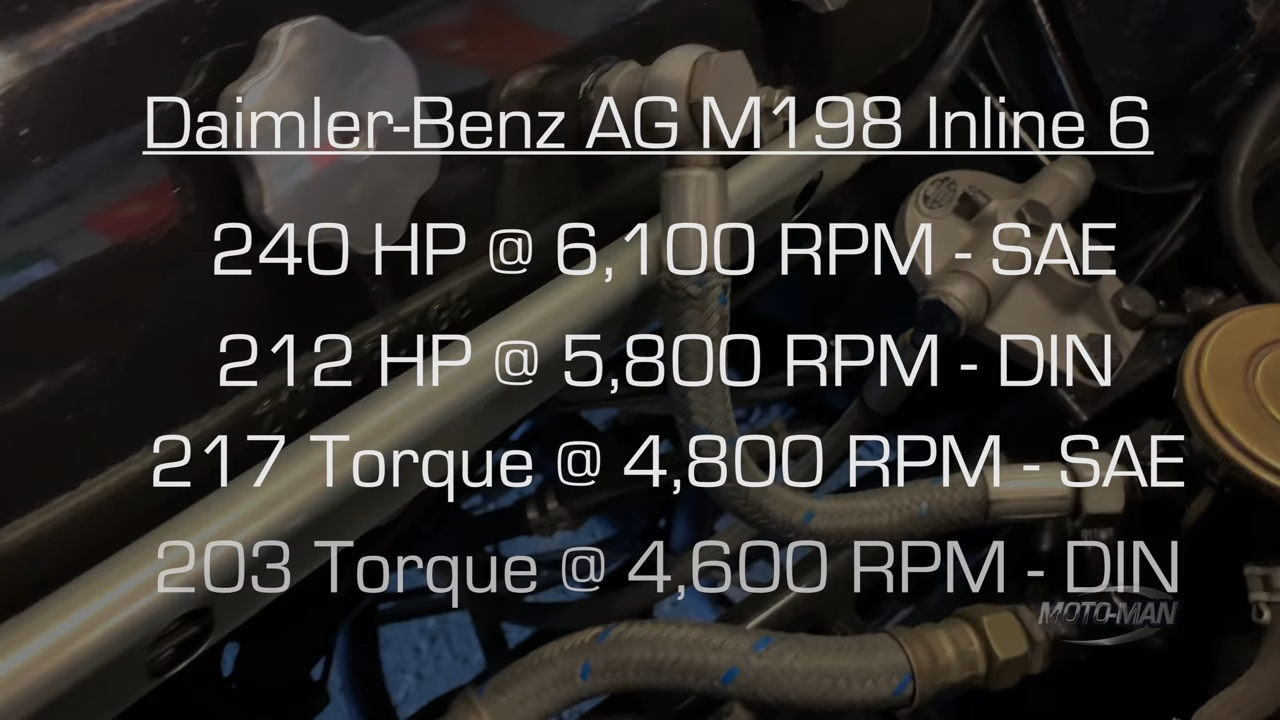 Daimler-Benz AG M198 Inline 6
240 HP @ 6,100 RPM - SAE
212 HP @ 5,800 RPM - DIN
217 Torque @ 4,800 RPM - SAE
203 Torque @ 4,600 RPM - DIN
MOTO-MAN